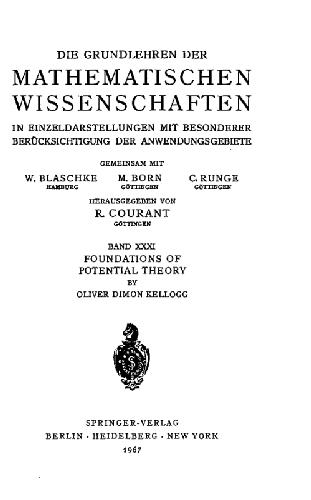 DIE GRUNDLEHREN DER
MATHEMATISCHEN
WISSENSCHAFTEN
IN EINZELDARSTELLUNGEN MIT BESONDERER
BERÜCKSICHTIGUNG DER ANWENDUNGSGEBIETE
GEMEINSAM MIT
W. BLASCHKE M. BORN C. RUNGE
HAMBURG GÖTTINGEN GÖTTINGEN
HERAUSGEGEBEN VON
R. COURANT
GÖTTINGEN
BAND XXXI
FOUNDATIONS OF
POTENTIAL THEORY
BY
OLIVER DIMON KELLOGG
SPRINGER-VERLAG
BERLIN · HEIDELBERG · NEW YORK
1967